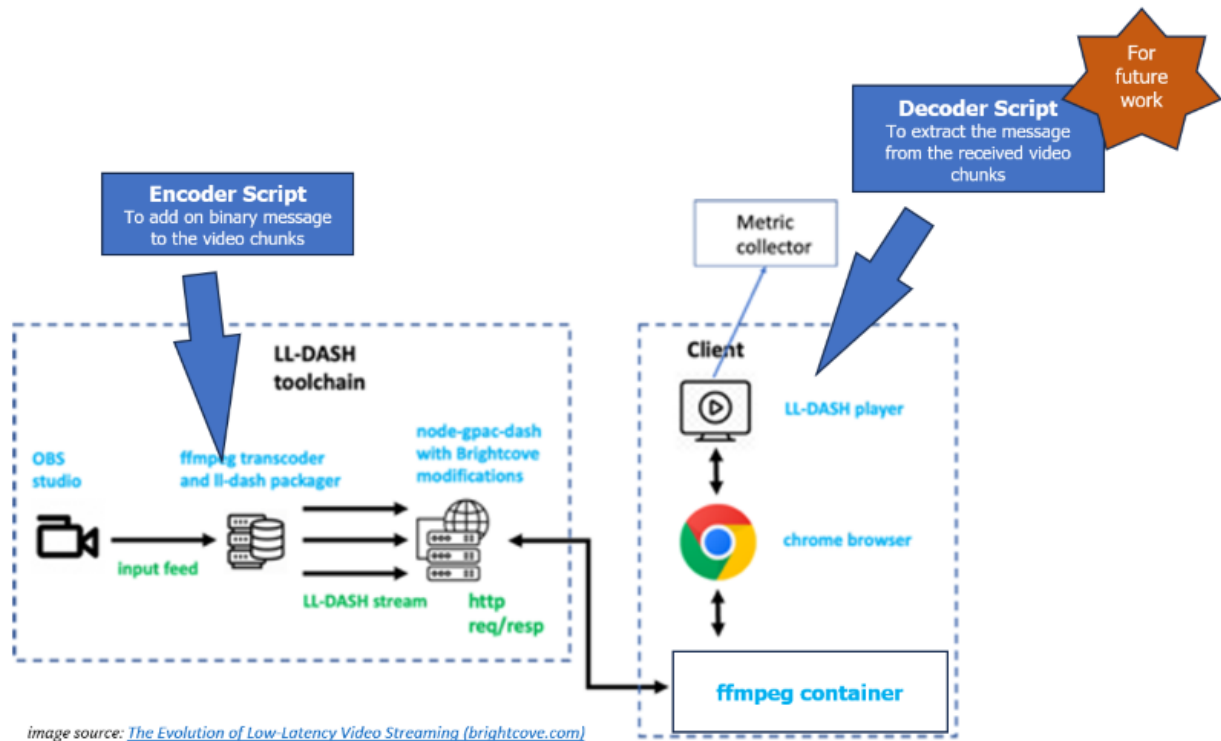 For
future
work
Decoder Script
To extract the message
from the received video
chunks
Encoder Script
To add on binary message
to the video chunks
Metric
collector
LL-DASH
toolchain
OBS
studio
ffmpeg transcoder
and ll-dash packager
node-gpac-dash
with Brightcove
modifications
input feed
LL-DASH stream
http
req/resp
Client
LL-DASH player
chrome browser
ffmpeg container
image source: The Evolution of Low-Latency Video Streaming (brightcove.com)